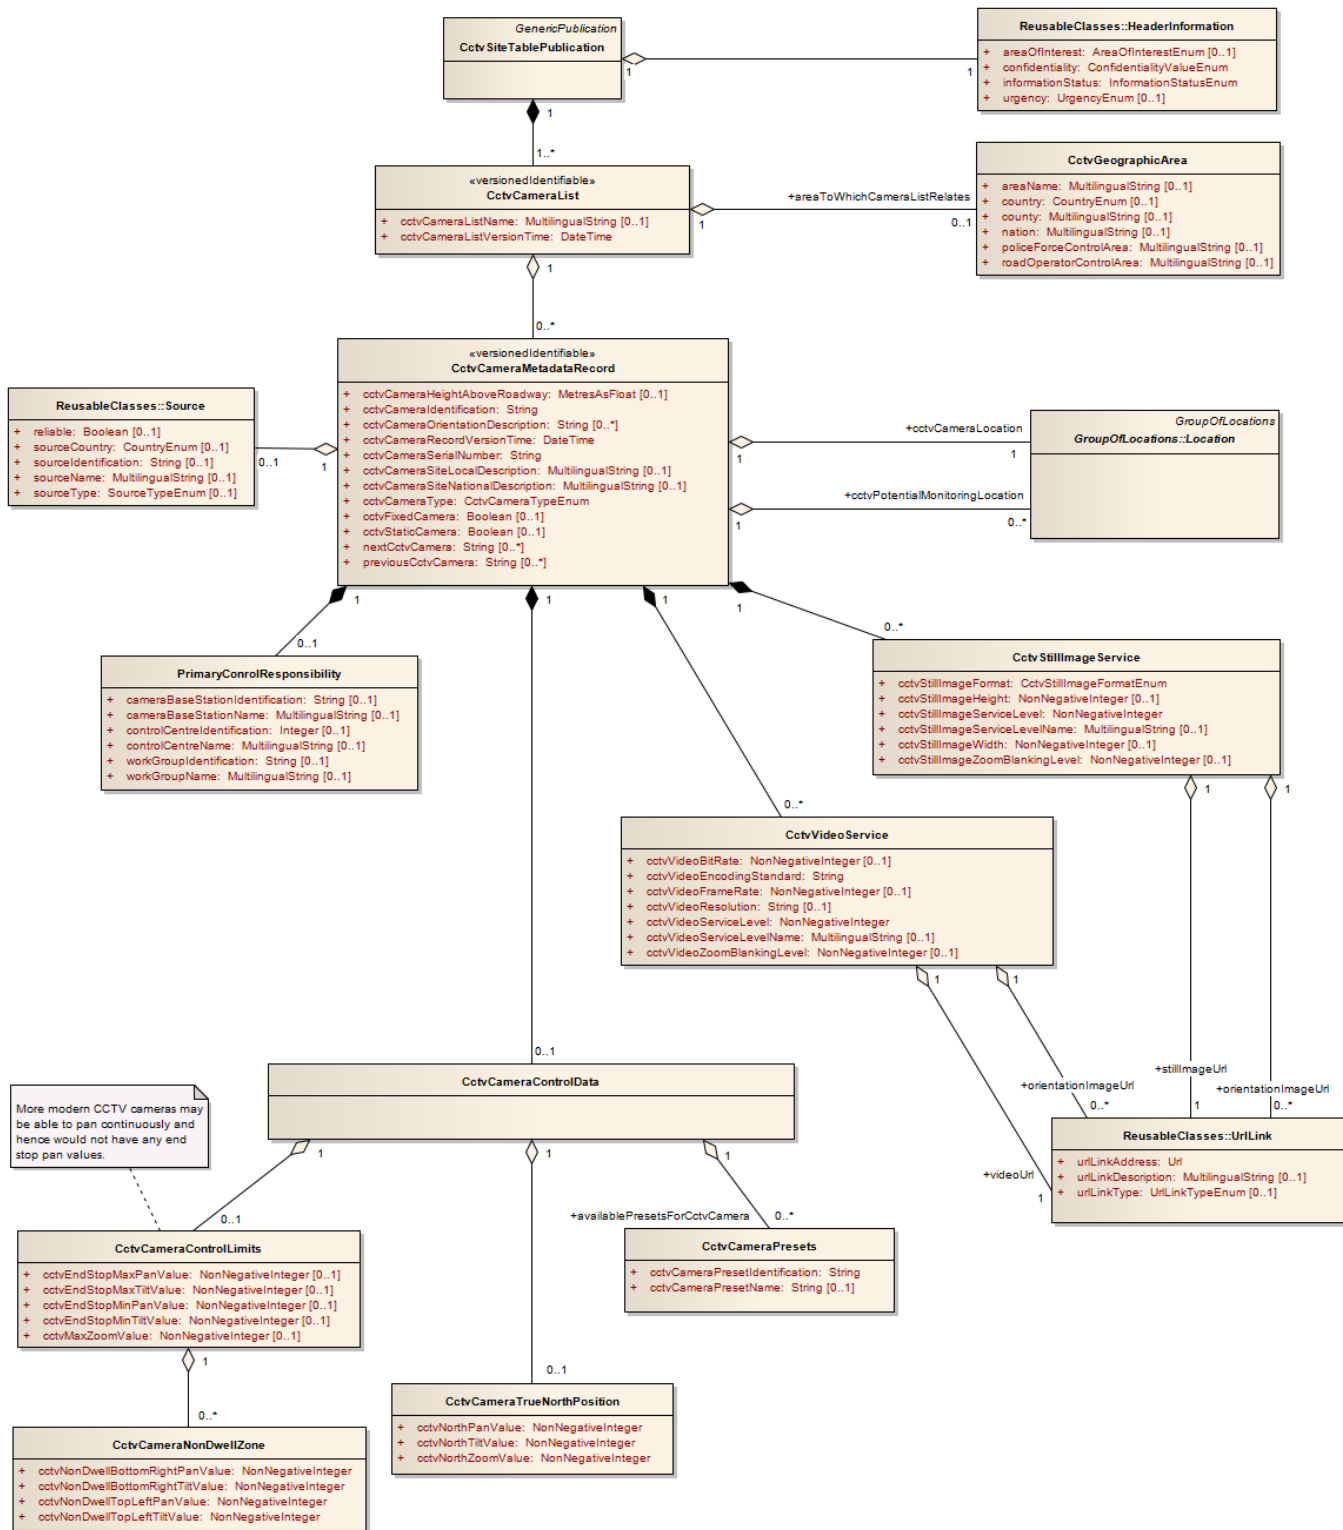 GenericPublication
CctvSiteTablePublication
1
1
ReusableClasses::HeaderInformation
+ areaOfInterest: AreaOfInterestEnum [0..1]
+ confidentiality: ConfidentialityValueEnum
+ informationStatus: InformationStatusEnum
+ urgency: UrgencyEnum [0..1]
1
1..*
«versionedIdentifiable»
CctvCameraList
+ cctvCameraListName: MultilingualString [0..1]
+ cctvCameraListVersionTime: DateTime
+areaToWhichCameraListRelates
1
0..1
CctvGeographicArea
+ areaName: MultilingualString [0..1]
+ country: CountryEnum [0..1]
+ county: MultilingualString [0..1]
+ nation: MultilingualString [0..1]
+ policeForceControlArea: MultilingualString [0..1]
+ roadOperatorControlArea: MultilingualString [0..1]
1
0..*
«versionedIdentifiable»
CctvCameraMetadataRecord
+ cctvCameraHeightAboveRoadway: MetresAsFloat [0..1]
+ cctvCameraIdentification: String
+ cctvCameraOrientationDescription: String [0..*]
+ cctvCameraRecordVersionTime: DateTime
+ cctvCameraSerialNumber: String
+ cctvCameraSiteLocalDescription: MultilingualString [0..1]
+ cctvCameraSiteNationalDescription: MultilingualString [0..1]
+ cctvCameraType: CctvCameraTypeEnum
+ cctvFixedCamera: Boolean [0..1]
+ cctvStaticCamera: Boolean [0..1]
+ nextCctvCamera: String [0..*]
+ previousCctvCamera: String [0..*]
ReusableClasses::Source
+ reliable: Boolean [0..1]
+ sourceCountry: CountryEnum [0..1]
+ sourceIdentification: String [0..1]
+ sourceName: MultilingualString [0..1]
+ sourceType: SourceTypeEnum [0..1]
0..1
1
+cctvCameraLocation
1
1
+cctvPotentialMonitoringLocation
1
0..*
GroupOfLocations
GroupOfLocations::Location
1
0..1
1
1
1
0..*
PrimaryConrolResponsibility
+ cameraBaseStationIdentification: String [0..1]
+ cameraBaseStationName: MultilingualString [0..1]
+ controlCentreIdentification: Integer [0..1]
+ controlCentreName: MultilingualString [0..1]
+ workGroupIdentification: String [0..1]
+ workGroupName: MultilingualString [0..1]
CctvStillImageService
+ cctvStillImageFormat: CctvStillImageFormatEnum
+ cctvStillImageHeight: NonNegativeInteger [0..1]
+ cctvStillImageServiceLevel: NonNegativeInteger
+ cctvStillImageServiceLevelName: MultilingualString [0..1]
+ cctvStillImageWidth: NonNegativeInteger [0..1]
+ cctvStillImageZoomBlankingLevel: NonNegativeInteger [0..1]
1
1
0..*
CctvVideoService
+ cctvVideoBitRate: NonNegativeInteger [0..1]
+ cctvVideoEncodingStandard: String
+ cctvVideoFrameRate: NonNegativeInteger [0..1]
+ cctvVideoResolution: String [0..1]
+ cctvVideoServiceLevel: NonNegativeInteger
+ cctvVideoServiceLevelName: MultilingualString [0..1]
+ cctvVideoZoomBlankingLevel: NonNegativeInteger [0..1]
1
1
0..1
CctvCameraControlData
+stillImageUrl
1
+orientationImageUrl
0..*
+orientationImageUrl
0..*
+videoUrl
1
ReusableClasses::UrlLink
+ urlLinkAddress: Url
+ urlLinkDescription: MultilingualString [0..1]
+ urlLinkType: UrlLinkTypeEnum [0..1]
More modern CCTV cameras may
be able to pan continuously and
hence would not have any end
stop pan values.
1
1
1
0..1
+availablePresetsForCctvCamera
0..*
CctvCameraControlLimits
+ cctvEndStopMaxPanValue: NonNegativeInteger [0..1]
+ cctvEndStopMaxTiltValue: NonNegativeInteger [0..1]
+ cctvEndStopMinPanValue: NonNegativeInteger [0..1]
+ cctvEndStopMinTiltValue: NonNegativeInteger [0..1]
+ cctvMaxZoomValue: NonNegativeInteger [0..1]
CctvCameraPresets
+ cctvCameraPresetIdentification: String
+ cctvCameraPresetName: String [0..1]
1
0..*
0..1
CctvCameraTrueNorthPosition
+ cctvNorthPanValue: NonNegativeInteger
+ cctvNorthTiltValue: NonNegativeInteger
+ cctvNorthZoomValue: NonNegativeInteger
CctvCameraNonDwellZone
+ cctvNonDwellBottomRightPanValue: NonNegativeInteger
+ cctvNonDwellBottomRightTiltValue: NonNegativeInteger
+ cctvNonDwellTopLeftPanValue: NonNegativeInteger
+ cctvNonDwellTopLeftTiltValue: NonNegativeInteger